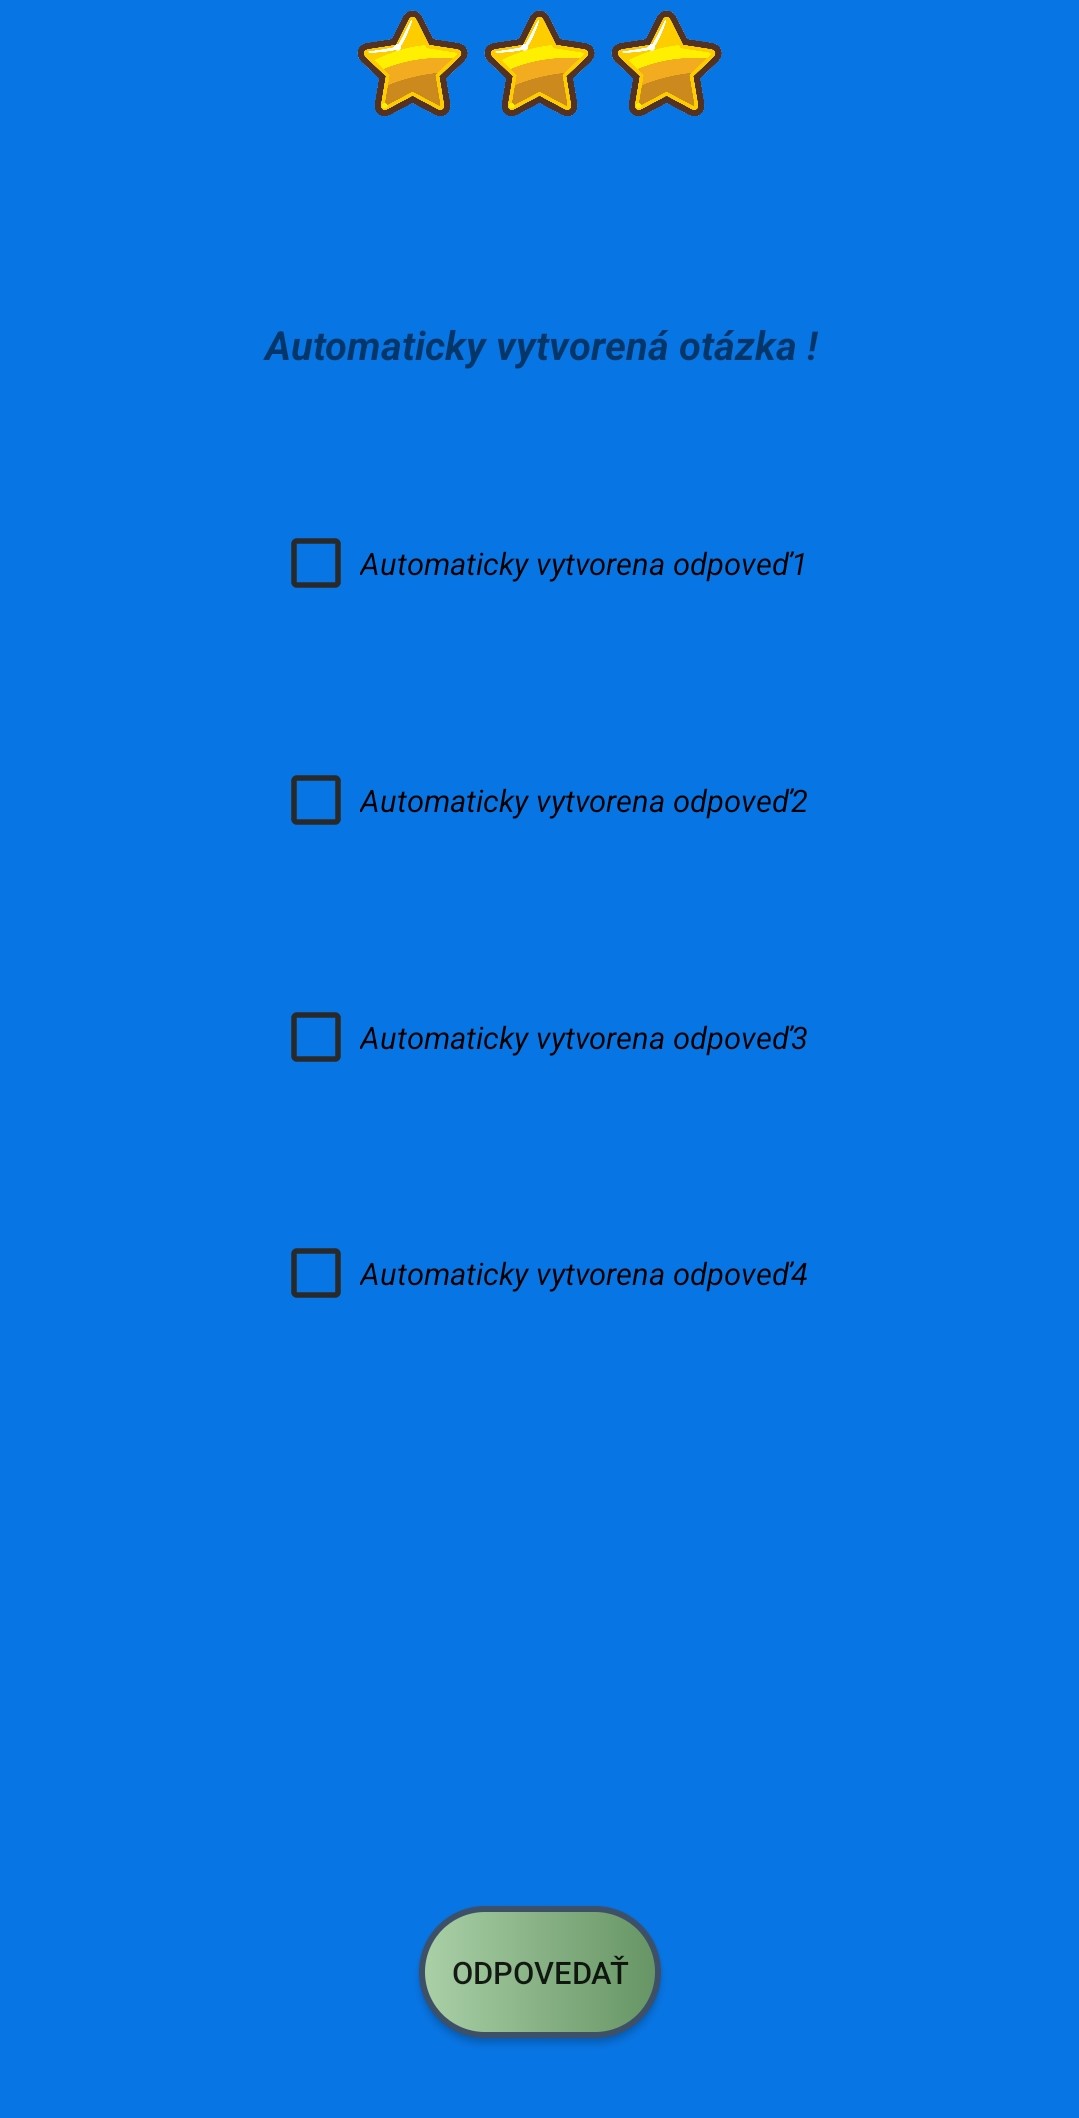 Automaticky vytvorená otázka !
Automaticky vytvorena odpoveď1
Automaticky vytvorena odpoveď2
Automaticky vytvorena odpoveď3
Automaticky vytvorena odpoveď4
ODPOVEDAŤ